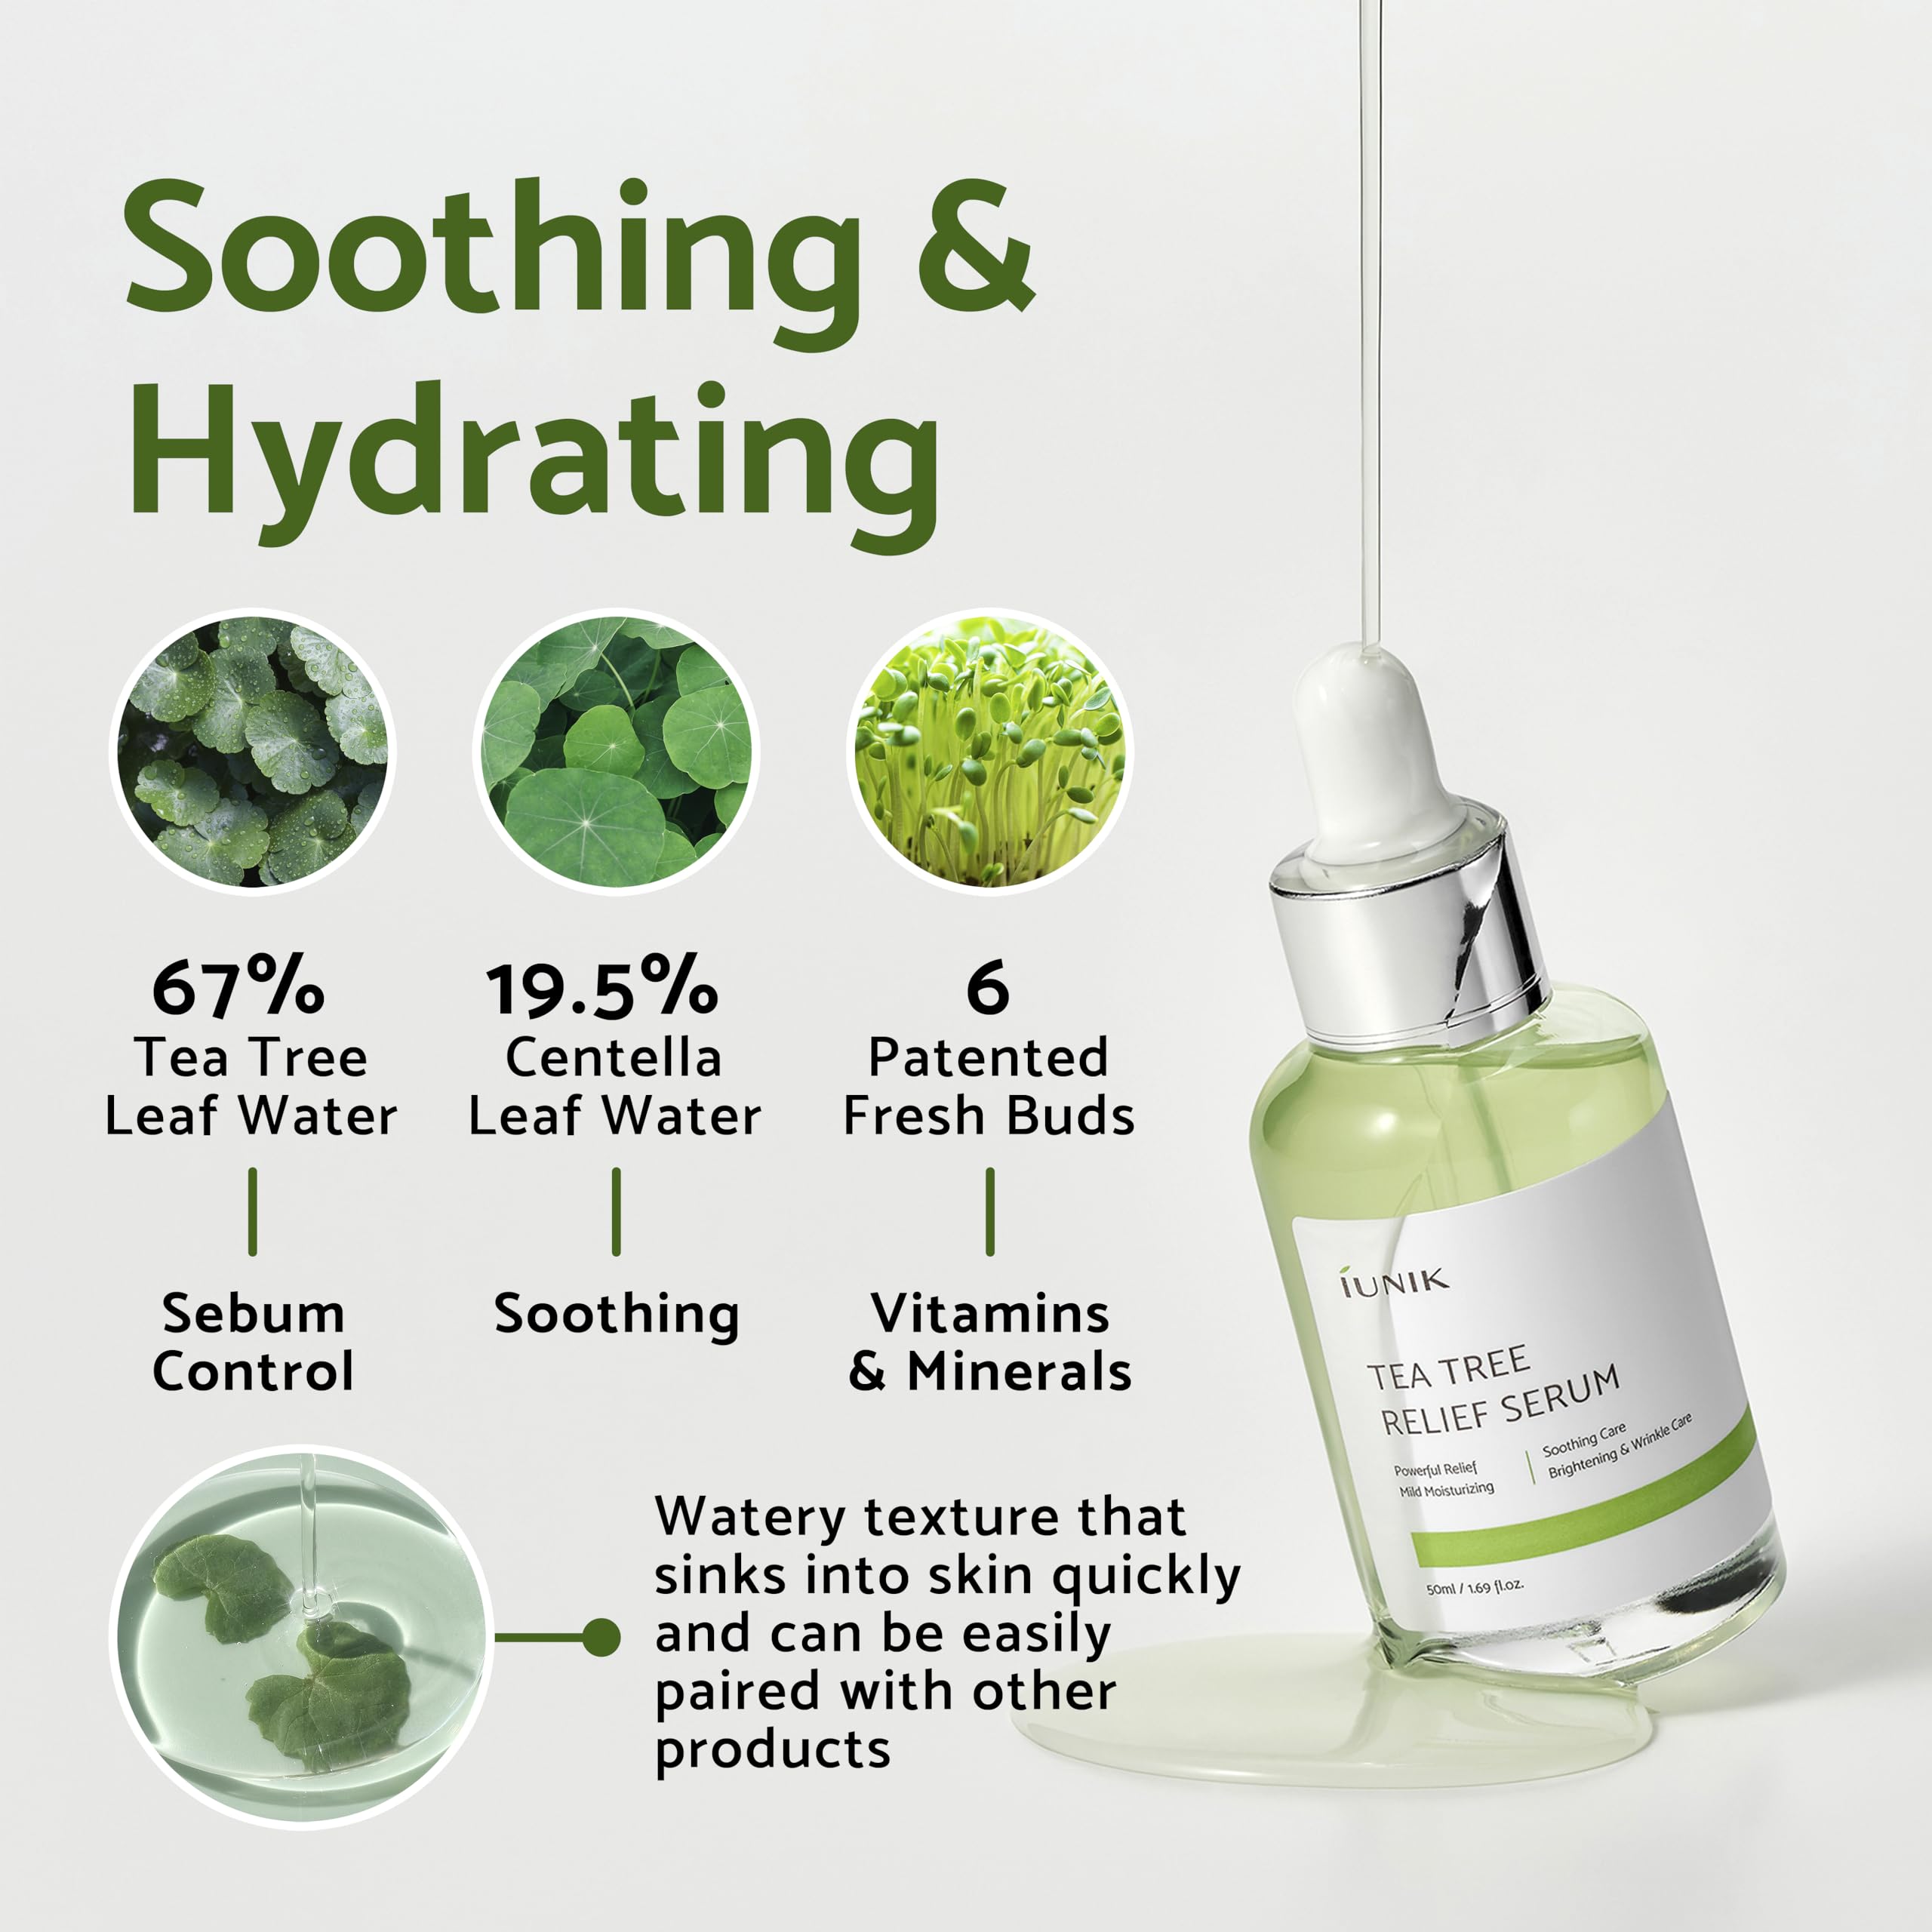 Soothing &
Hydrating
67%
Tea Tree
Leaf Water
Sebum
Control
19.5%
Centella
Leaf Water
Soothing
6
Patented
Fresh Buds
Vitamins
& Minerals
Watery texture that
sinks into skin quickly
and can be easily
paired with other
products
iUNIK
TEA TREE
RELIEF SERUM
Powerful Relief
Mild Moisturizing
Soothing Care
Brightening & Wrinkle Care
50ml / 1.69 fl.oz.